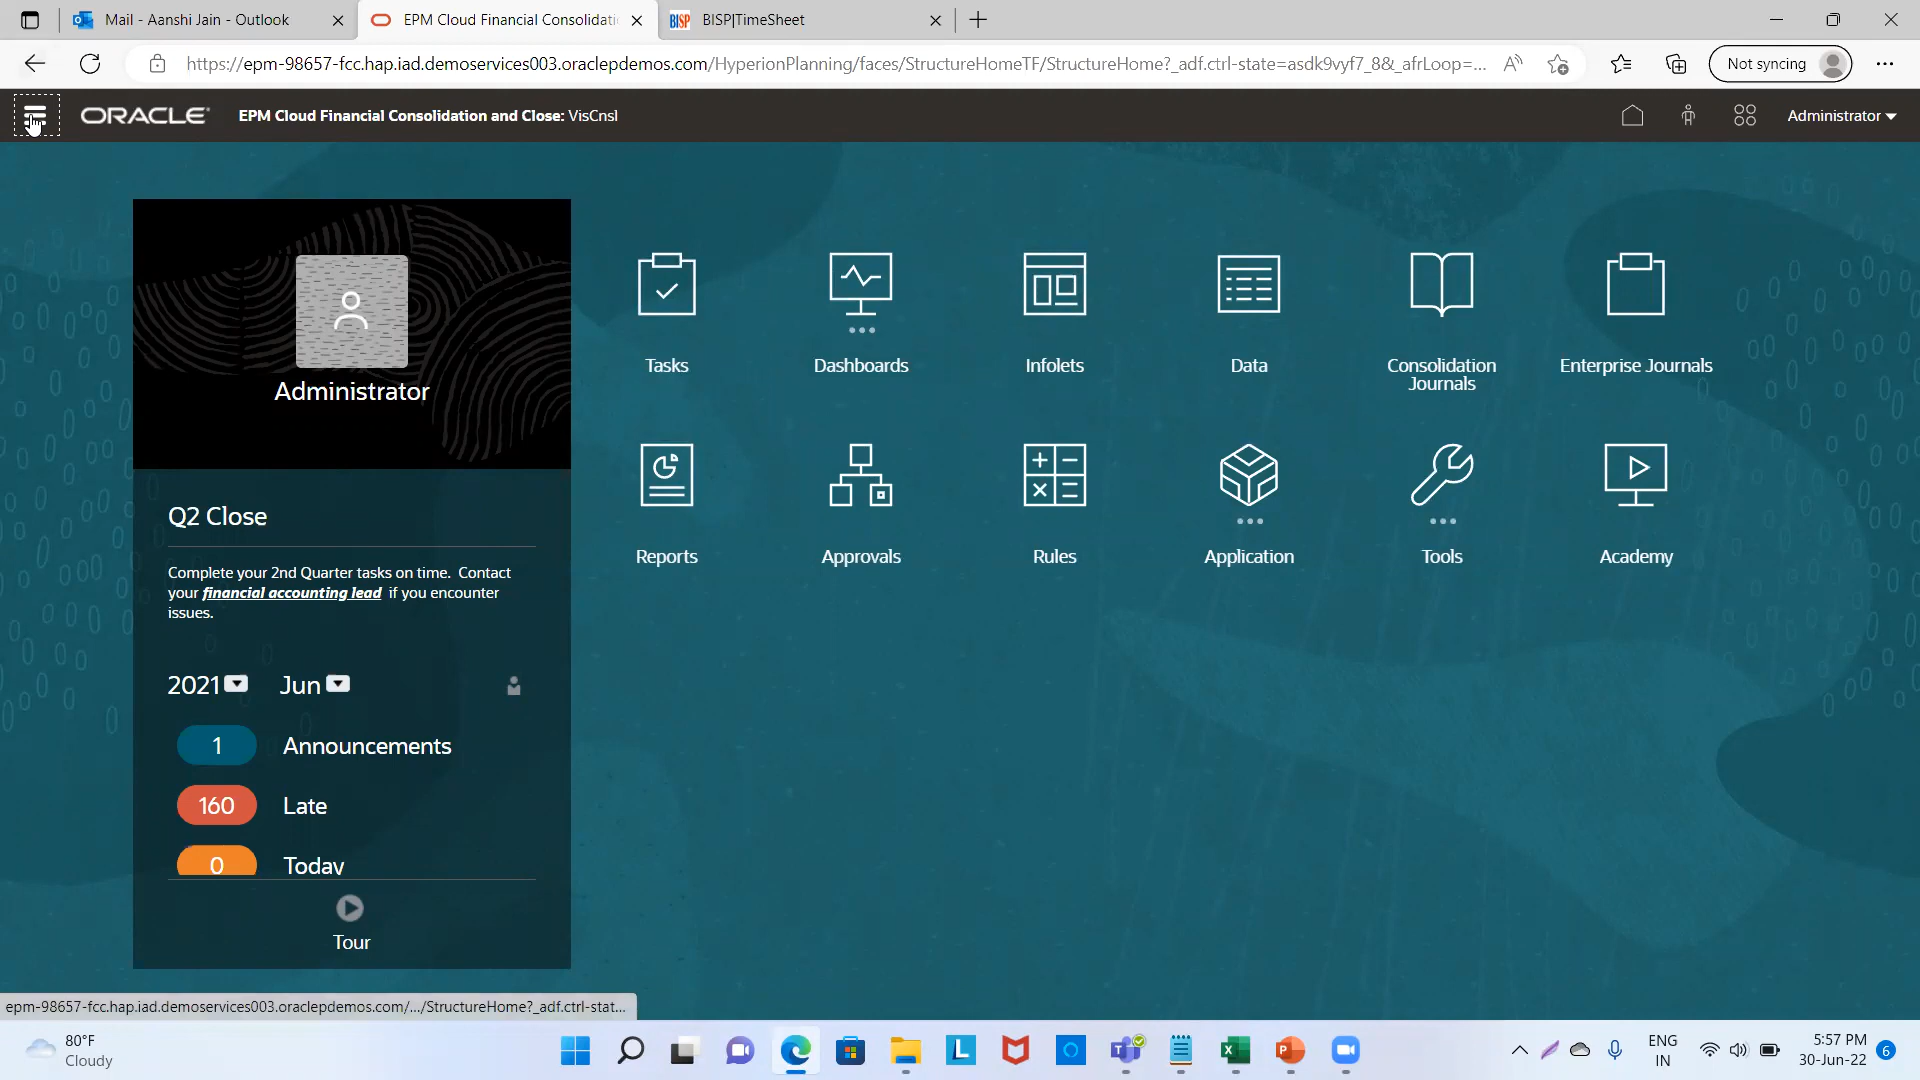 Mail - Aanshi Jain - Outlook
EPM Cloud Financial Consolidati
BISP BISP|TimeSheet
https://epm-98657-fcc.hap.iad.demoservices003.oraclepdemos.com/HyperionPlanning/faces/StructureHomeTF/StructureHome?_adf.ctrl-state=asdk9vyf7_8&_afrLoop=...
Not syncing
ORACLE
EPM Cloud Financial Consolidation and Close: VisCnsl
Administrator
Administrator
Tasks
Dashboards
Infolets
Data
Consolidation
Journals
Enterprise Journals
Reports
Approvals
Rules
Application
Tools
Academy
Q2 Close
Complete your 2nd Quarter tasks on time. Contact
your financial accounting lead if you encounter
issues.
2021 Jun
1 Announcements
160 Late
0 Today
Tour
epm-98657-fcc.hap.iad.demoservices003.oraclepdemos.com/.../StructureHome?_adf.ctrl-stat...
80°F
Cloudy
ENG
IN
5:57 PM
30-Jun-22
6